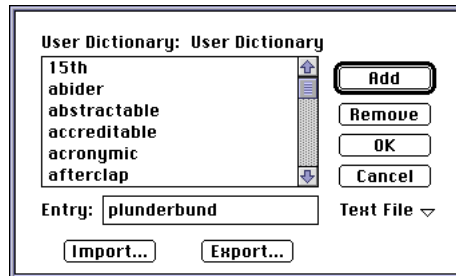 User Dictionary: User Dictionary
15th
abider
abstractable
accreditable
acronymic
afterclap
Add
Remove
OK
Cancel
Entry: plunderbund
Text File
Import...
Export...